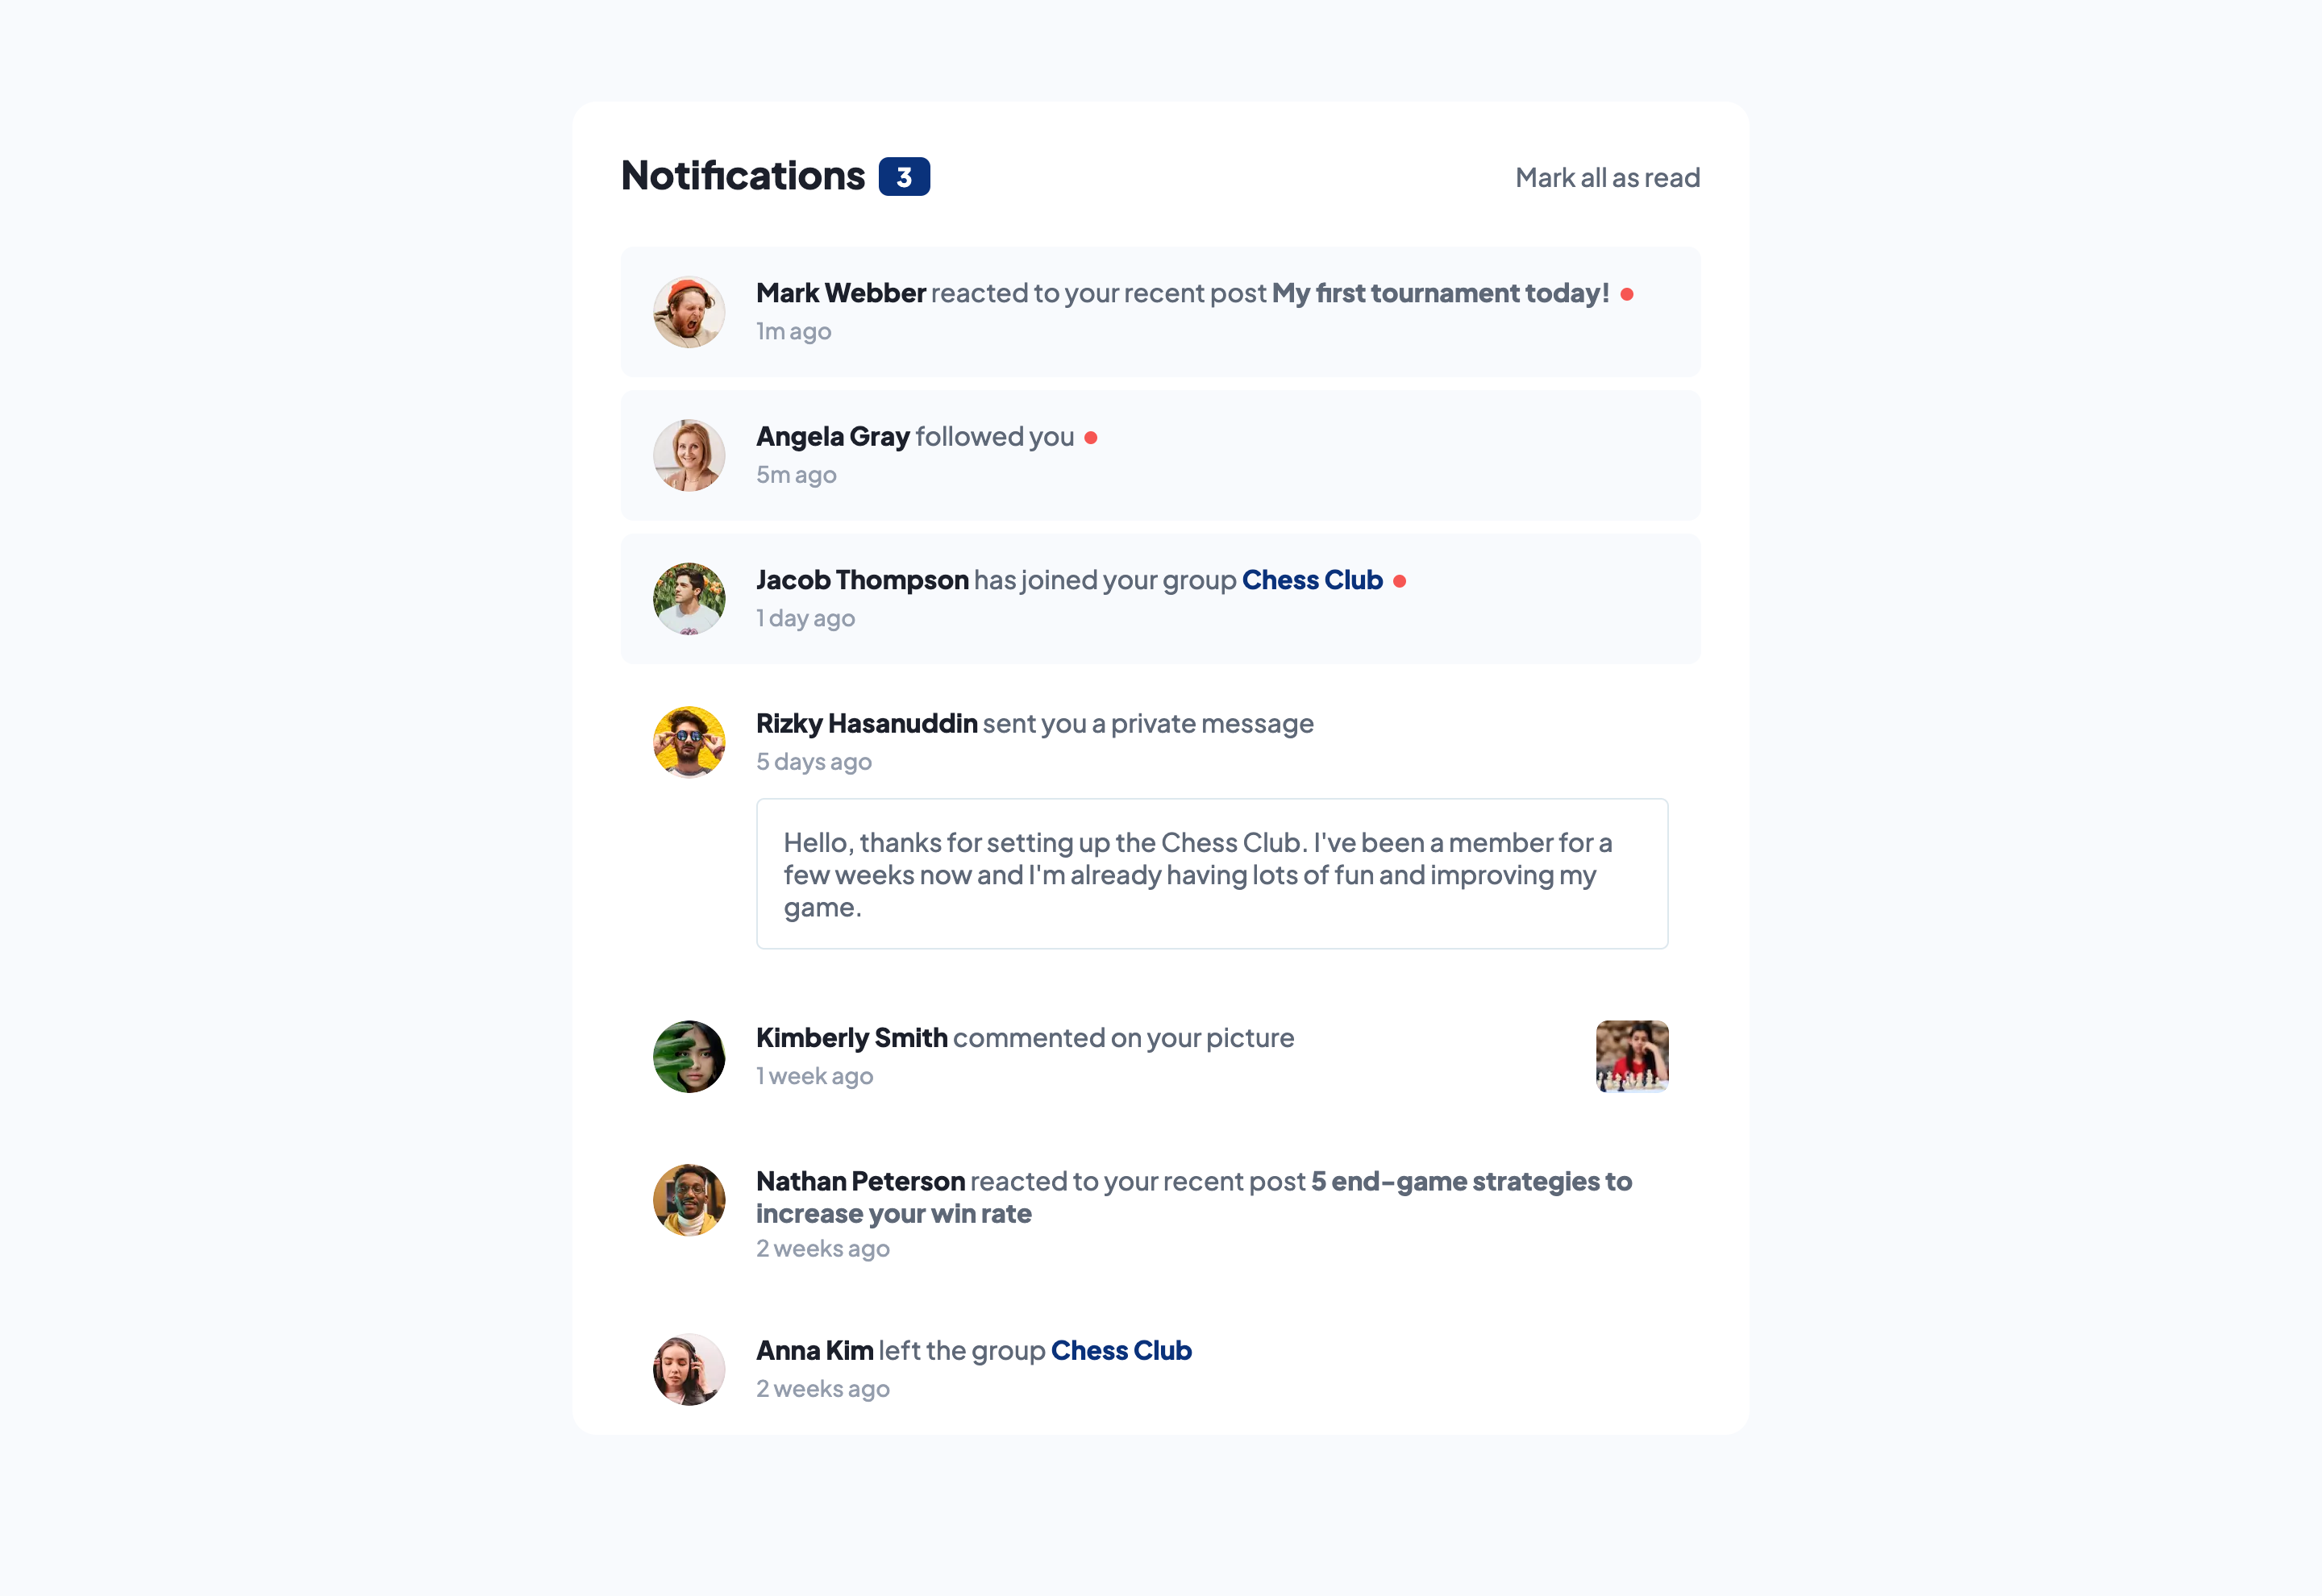 Notifications 3
Mark all as read
Mark Webber reacted to your recent post My first tournament today!
1m ago
Angela Gray followed you
5m ago
Jacob Thompson has joined your group Chess Club
1 day ago
Rizky Hasanuddin sent you a private message
5 days ago
Hello, thanks for setting up the Chess Club. I've been a member for a
few weeks now and I'm already having lots of fun and improving my
game.
Kimberly Smith commented on your picture
1 week ago
Nathan Peterson reacted to your recent post 5 end-game strategies to
increase your win rate
2 weeks ago
Anna Kim left the group Chess Club
2 weeks ago